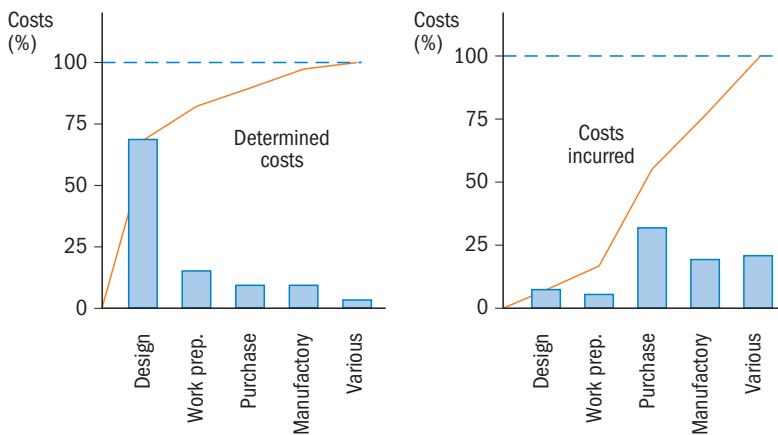 Costs
(%)
100
75
50
25
0
Determined
costs
Design
Work prep.
Purchase
Manufactory
Various
Costs
(%)
100
75
50
25
0
Costs
incurred
Design
Work prep.
Purchase
Manufactory
Various